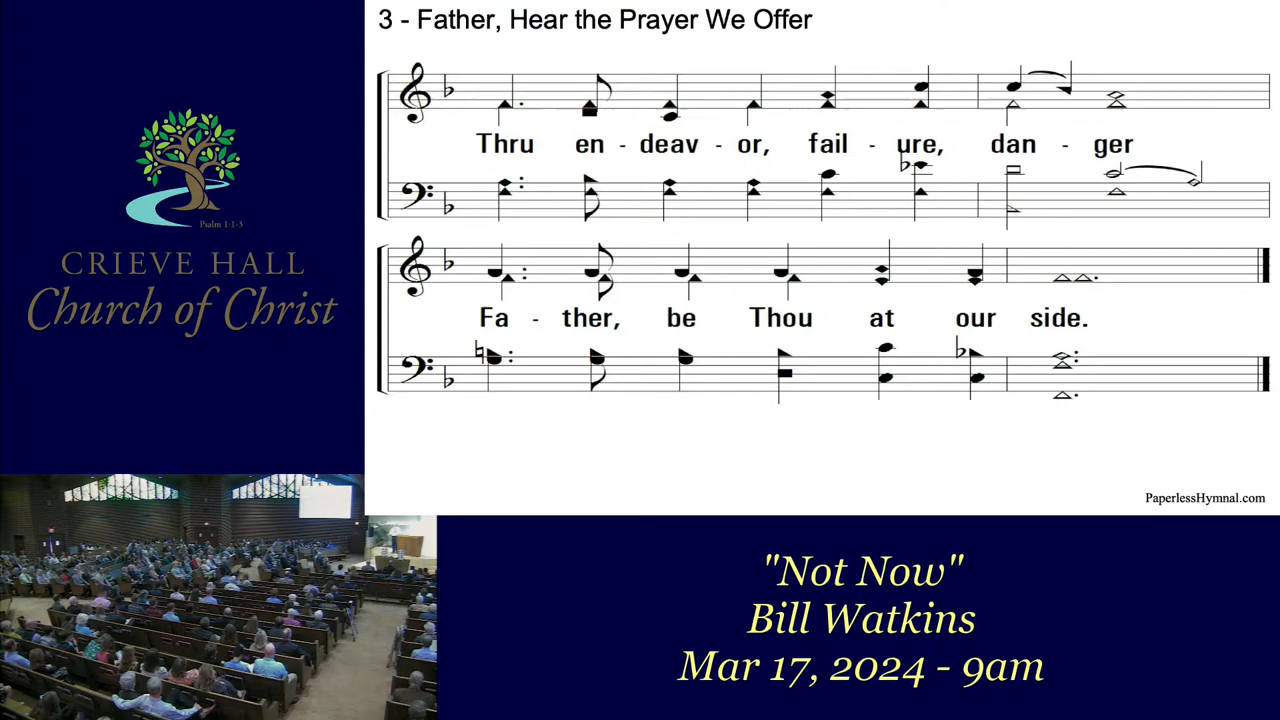 3 - Father, Hear the Prayer We Offer
Thru en - deav - or, fail - ure, dan - ger
Fa - ther, be Thou at our side.
PaperlessHymnal.com
Psalm 1:1-3
CRIEVE HALL
Church of Christ
"Not Now"
Bill Watkins
Mar 17, 2024 - 9am